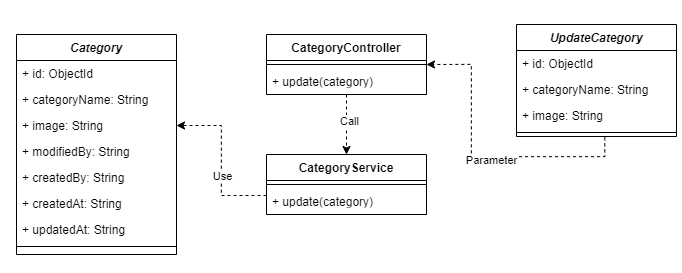 Category
+ id: ObjectId
+ categoryName: String
+ image: String
+ modifiedBy: String
+ createdBy: String
+ createdAt: String
+ updatedAt: String
CategoryController
+ update(category)
Call
CategoryService
+ update(category)
Use
UpdateCategory
+ id: ObjectId
+ categoryName: String
+ image: String
Parameter